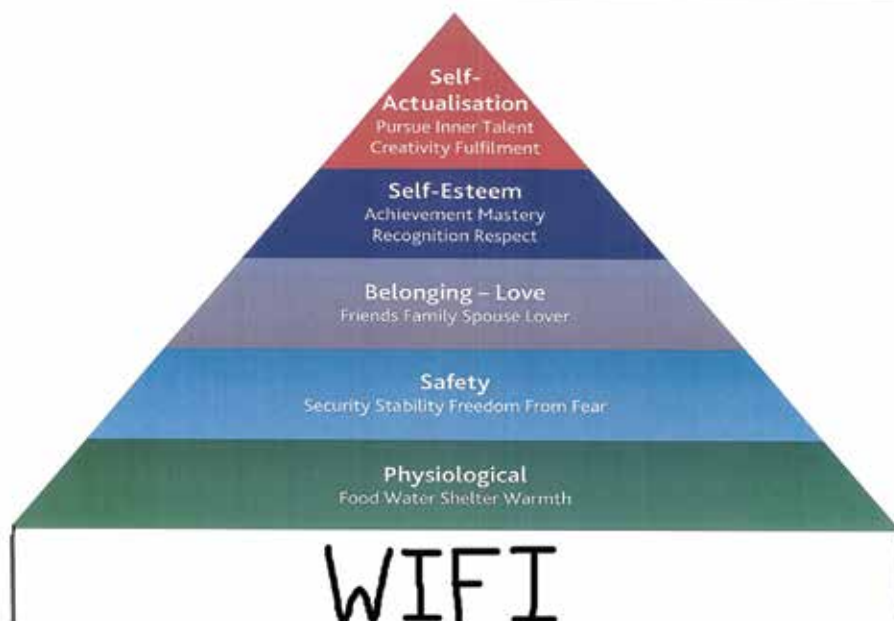 Self-
Actualisation
Pursue Inner Talent
Creativity Fulfilment
Self-Esteem
Achievement Mastery
Recognition Respect
Belonging – Love
Friends Family Spouse Lover
Safety
Security Stability Freedom From Fear
Physiological
Food Water Shelter Warmth
WIFI